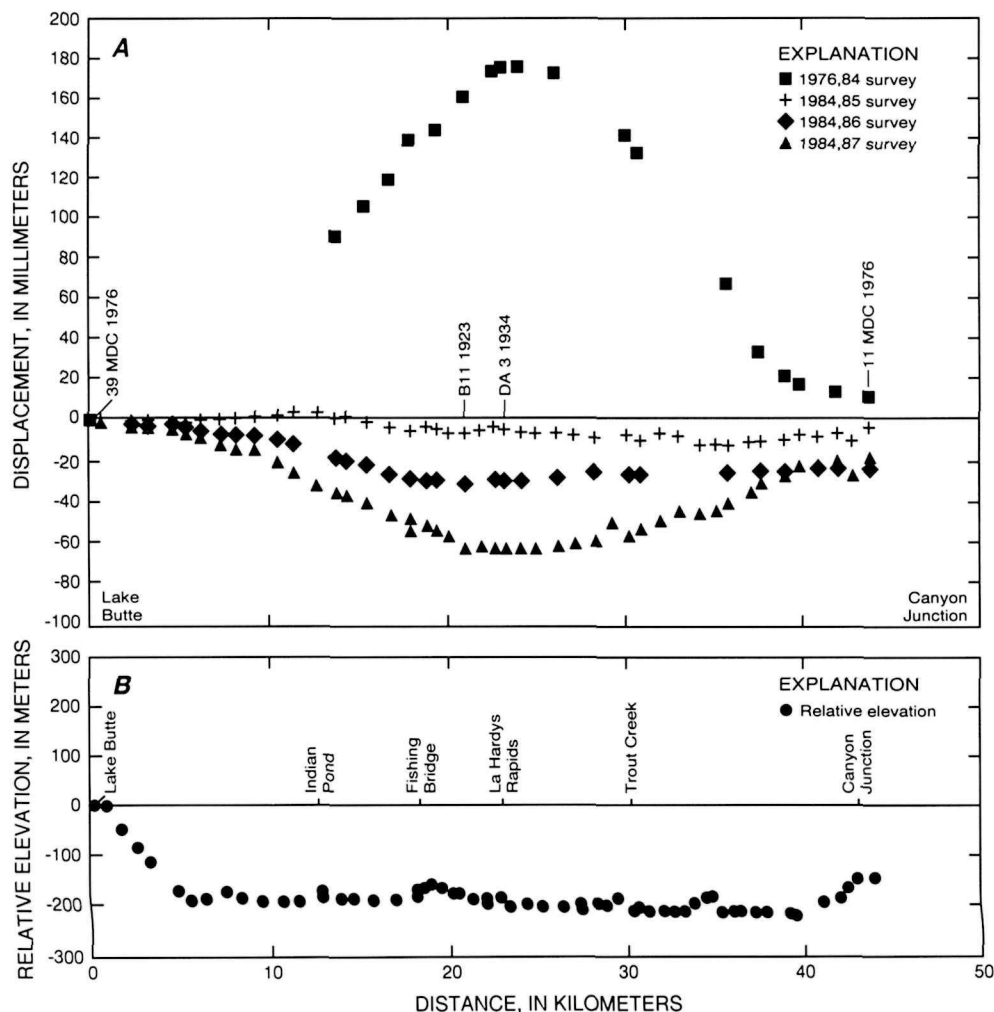 A
EXPLANATION
1976,84 survey
1984,85 survey
1984,86 survey
1984,87 survey
DISPLACEMENT, IN MILLIMETERS
200
180
160
140
120
100
80
60
40
20
0
-20
-40
-60
-80
-100
39 MDC 1976
B11 1923
DA 3 1934
11 MDC 1976
Lake
Butte
Canyon
Junction
B
EXPLANATION
Relative elevation
RELATIVE ELEVATION, IN METERS
300
200
100
0
-100
-200
-300
Lake Butte
Indian
Pond
Fishing
Bridge
La Hardys
Rapids
Trout Creek
Canyon
Junction
0
10
20
30
40
50
DISTANCE, IN KILOMETERS